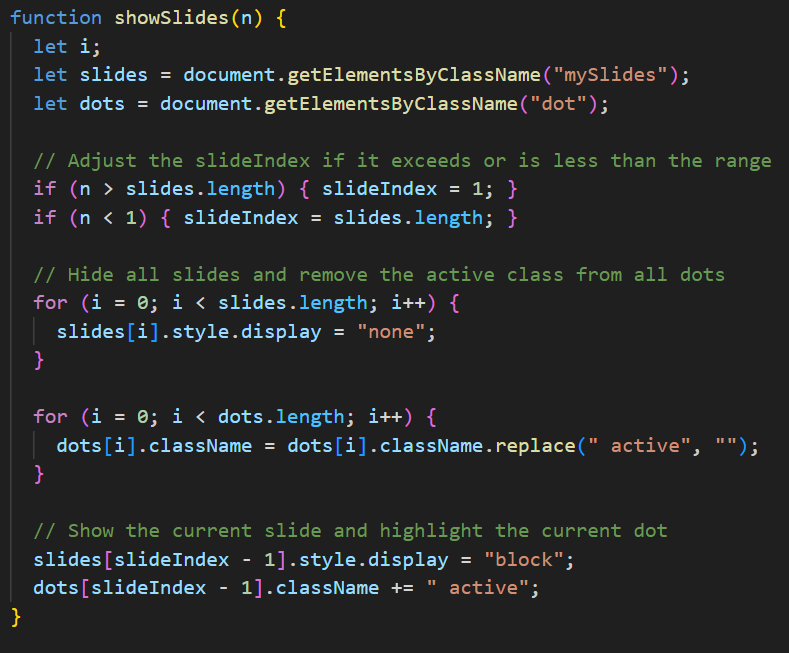 function showSlides(n) {
let i;
let slides = document.getElementsByClassName("mySlides");
let dots = document.getElementsByClassName("dot");
// Adjust the slideIndex if it exceeds or is less than the range
if (n > slides.length) { slideIndex = 1; }
if (n < 1) { slideIndex = slides.length; }
// Hide all slides and remove the active class from all dots
for (i = 0; i < slides.length; i++) {
slides[i].style.display = "none";
}
for (i = 0; i < dots.length; i++) {
dots[i].className = dots[i].className.replace(" active", "");
}
// Show the current slide and highlight the current dot
slides[slideIndex - 1].style.display = "block";
dots[slideIndex - 1].className += " active";
}